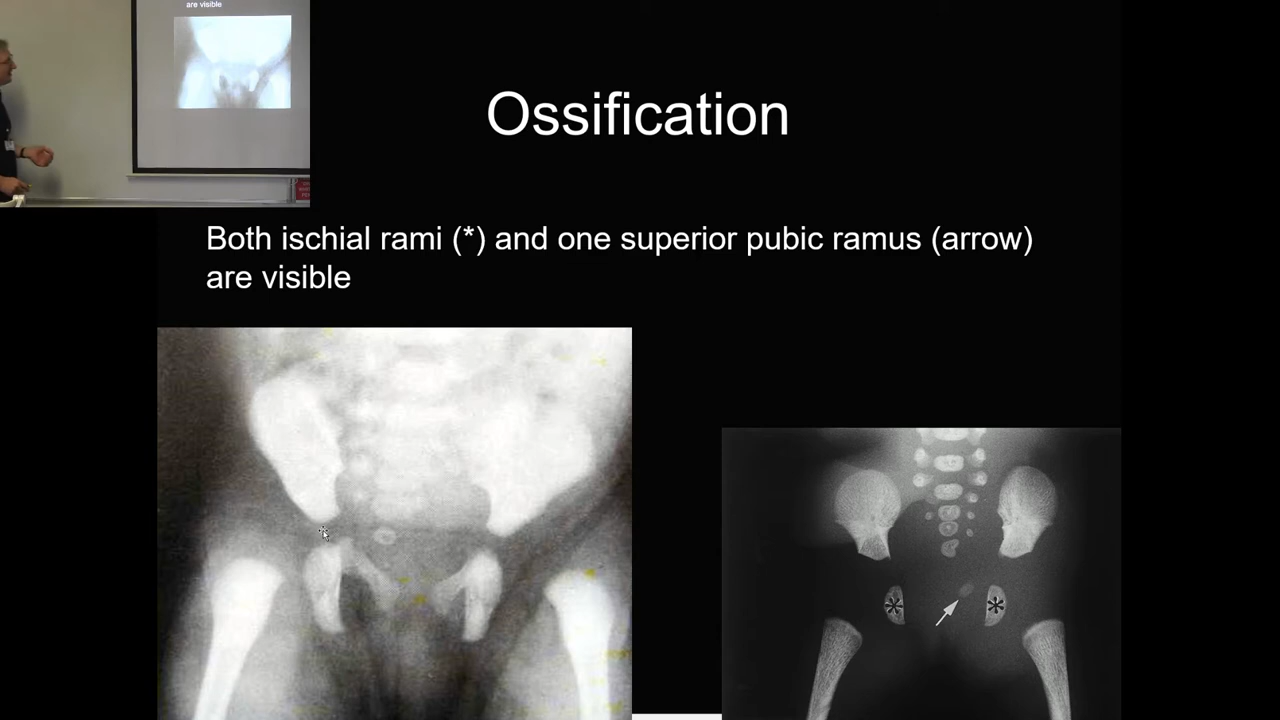 are visible
Ossification
Both ischial rami (*) and one superior pubic ramus (arrow)
are visible